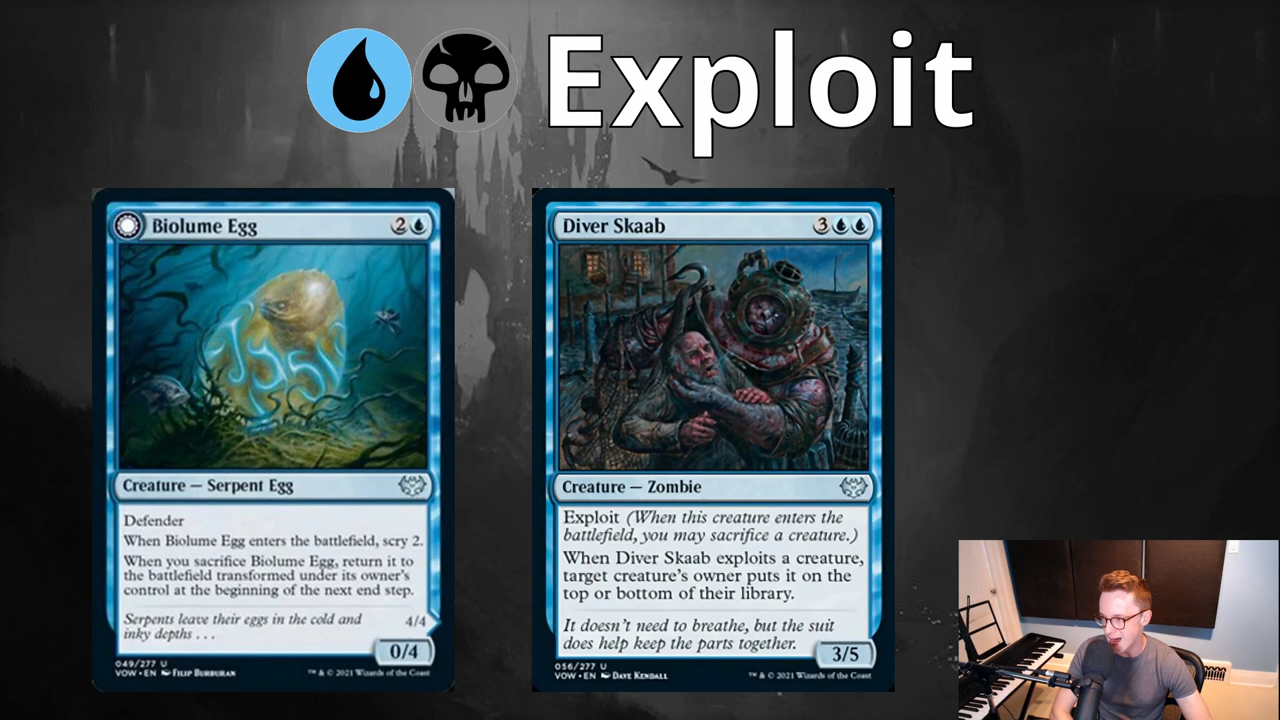 Exploit
Biolume Egg 2
Creature — Serpent Egg
Defender
When Biolume Egg enters the battlefield, scry 2.
When you sacrifice Biolume Egg, return it to
the battlefield transformed under its owner's
control at the beginning of the next end step.
Serpents leave their eggs in the cold and
inky depths . . .
4/4
0/4
049/277 U
VOW • EN Filip Burburan
™ & © 2021 Wizards of the Coast
Diver Skaab 3
Creature — Zombie
Exploit (When this creature enters the
battlefield, you may sacrifice a creature.)
When Diver Skaab exploits a creature,
target creature's owner puts it on the
top or bottom of their library.
It doesn't need to breathe, but the suit
does help keep the parts together.
3/5
056/277 U
VOW • EN Dave Kendall
™ & © 2021 Wizards of the Coast